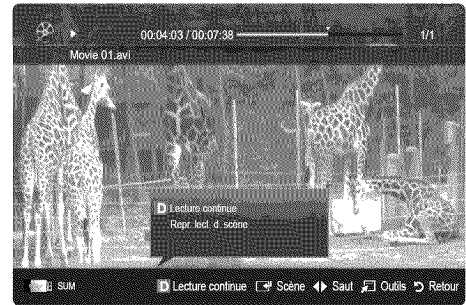 00:04:03 / 00:07:38 1/1
Movie 01.avi
D Lecture continue
Repr. lect. d. scène
SUM D Lecture continue Scène Saut Outils Retour